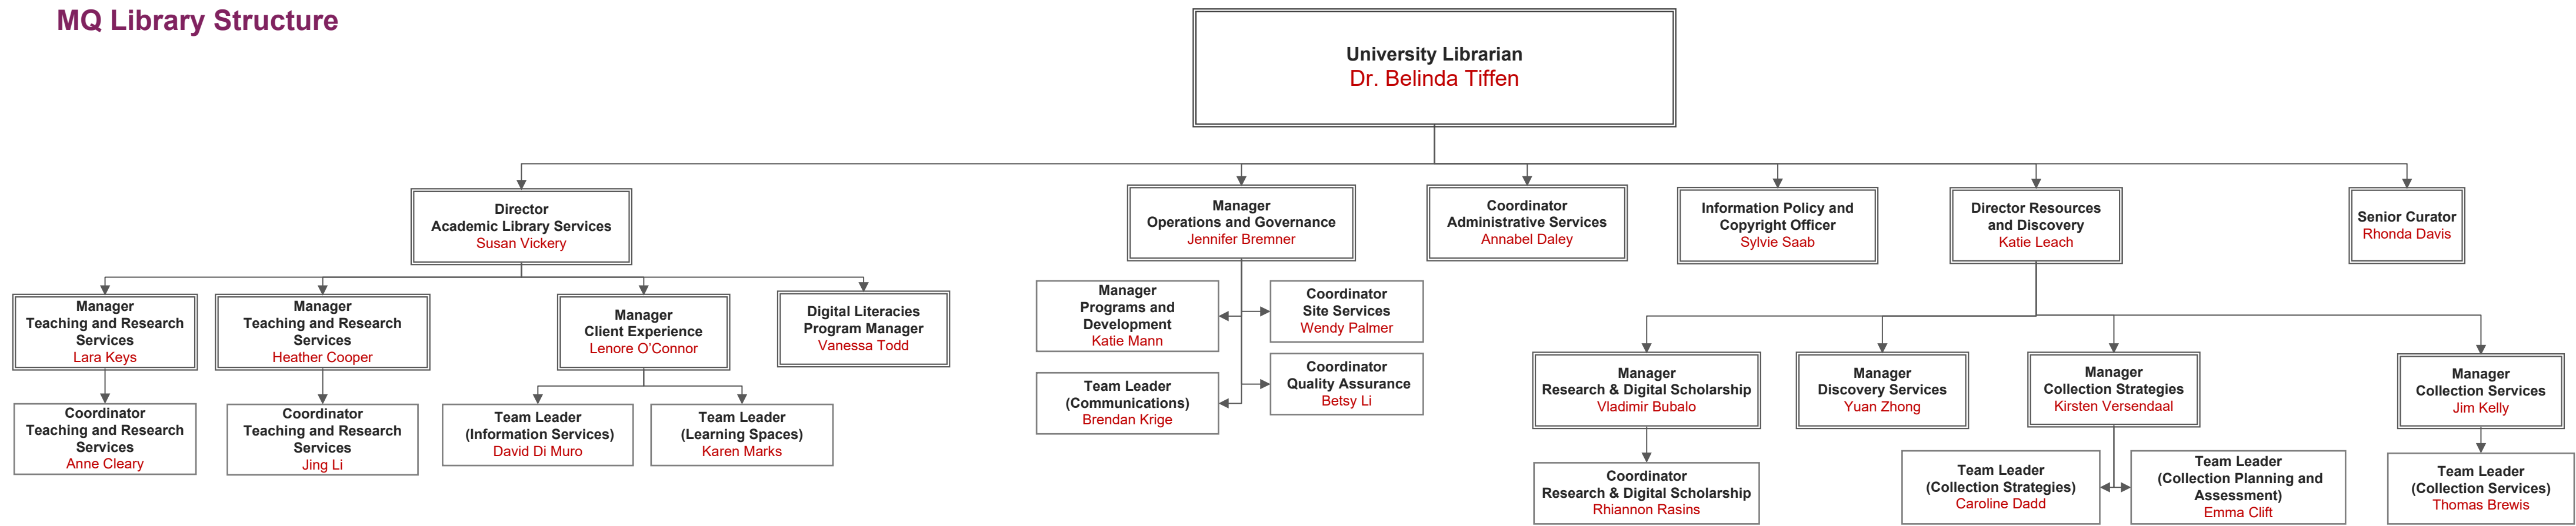 MQ Library Structure
University Librarian
Dr. Belinda Tiffen
Director
Academic Library Services
Susan Vickery
Manager
Operations and Governance
Jennifer Bremner
Coordinator
Administrative Services
Annabel Daley
Information Policy and
Copyright Officer
Sylvie Saab
Director Resources
and Discovery
Katie Leach
Senior Curator
Rhonda Davis
Manager
Teaching and Research
Services
Lara Keys
Manager
Teaching and Research
Services
Heather Cooper
Manager
Client Experience
Lenore O'Connor
Digital Literacies
Program Manager
Vanessa Todd
Manager
Programs and
Development
Katie Mann
Coordinator
Site Services
Wendy Palmer
Team Leader
(Communications)
Brendan Krige
Coordinator
Quality Assurance
Betsy Li
Manager
Research & Digital Scholarship
Vladimir Bubalo
Manager
Discovery Services
Yuan Zhong
Manager
Collection Strategies
Kirsten Versendaal
Manager
Collection Services
Jim Kelly
Coordinator
Teaching and Research
Services
Anne Cleary
Coordinator
Teaching and Research
Services
Jing Li
Team Leader
(Information Services)
David Di Muro
Team Leader
(Learning Spaces)
Karen Marks
Coordinator
Research & Digital Scholarship
Rhiannon Rasins
Team Leader
(Collection Strategies)
Caroline Dadd
Team Leader
(Collection Planning and
Assessment)
Emma Clift
Team Leader
(Collection Services)
Thomas Brewis